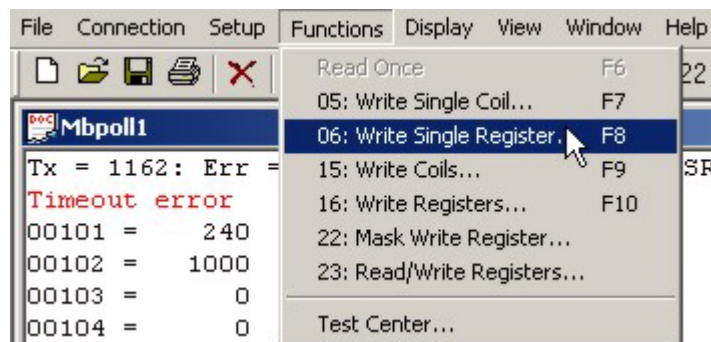 File Connection Setup Functions Display View Window Help
Read Once F6
22
05: Write Single Coil... F7
Mbpoll1
06: Write Single Register. F8
Tx = 1162: Err = SR
15: Write Coils... F9
Timeout error
16: Write Registers... F10
00101 = 240
22: Mask Write Register...
00102 = 1000
23: Read/Write Registers...
00103 = 0
00104 = 0
Test Center...